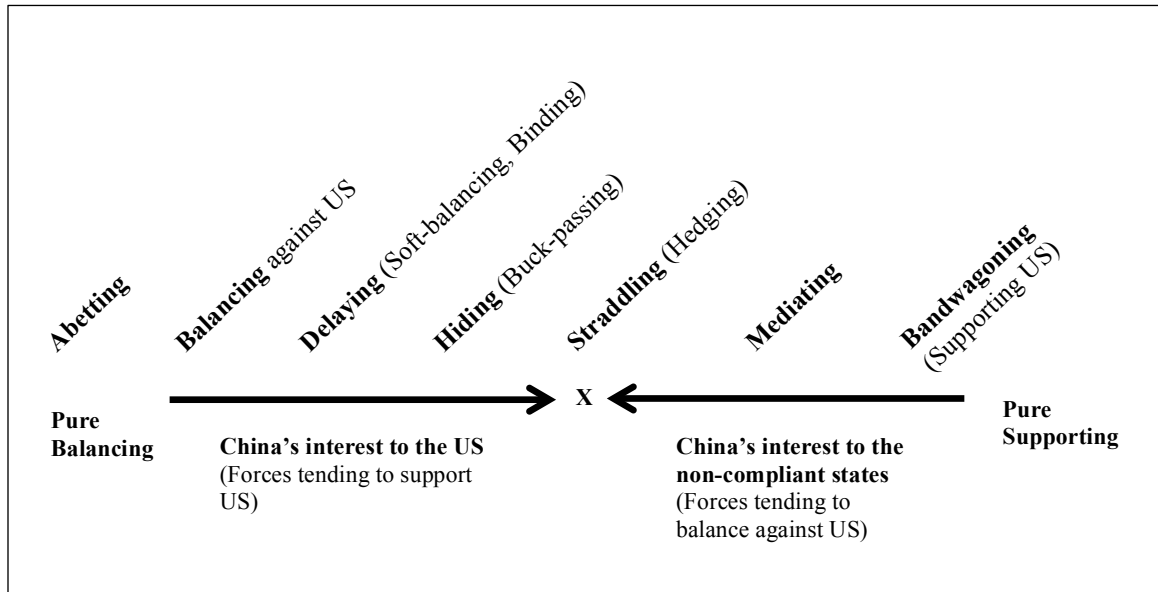 Abetting
Balancing against US
Delaying (Soft-balancing, Binding)
Hiding (Buck-passing)
Straddling (Hedging)
Mediating
Bandwagoning
(Supporting US)
X
Pure
Balancing
Pure
Supporting
China's interest to the US
(Forces tending to support
US)
China's interest to the
non-compliant states
(Forces tending to
balance against US)